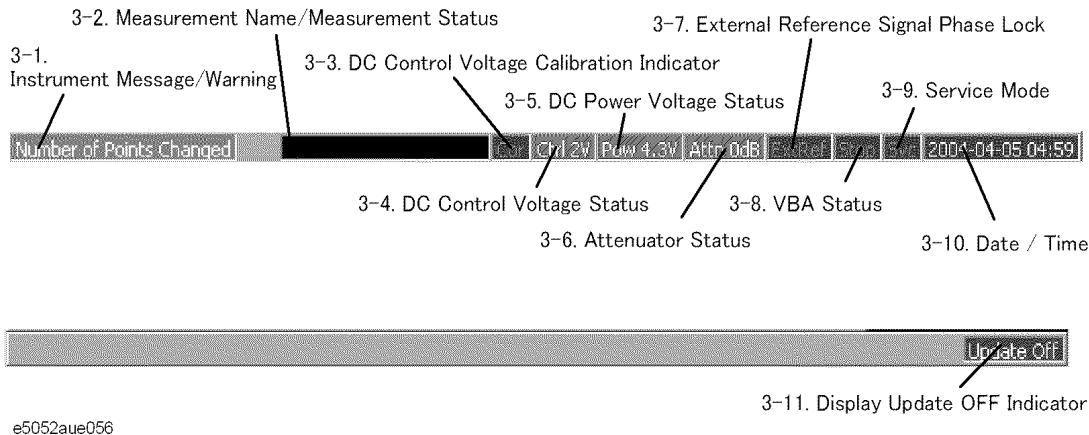 3-2. Measurement Name/Measurement Status
3-7. External Reference Signal Phase Lock
3-1.
Instrument Message/Warning
3-3. DC Control Voltage Calibration Indicator
3-5. DC Power Voltage Status
3-9. Service Mode
Number of Points Changed
Cor
Ctrl 2V
Pow 4.3V
Attn 0dB
ExtRef
Stop
Svc
2004-04-05 04:59
3-4. DC Control Voltage Status
3-8. VBA Status
3-6. Attenuator Status
3-10. Date / Time
Update Off
3-11. Display Update OFF Indicator
e5052aue056